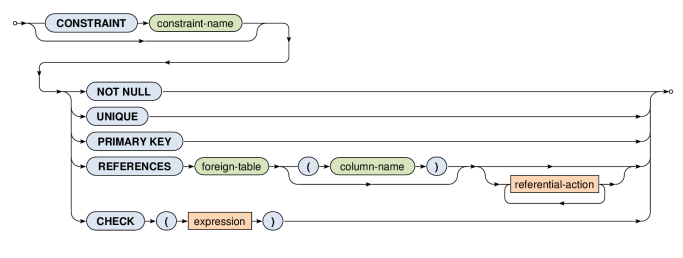 CONSTRAINT constraint-name
NOT NULL
UNIQUE
PRIMARY KEY
REFERENCES foreign-table ( column-name )
referential-action
CHECK ( expression )